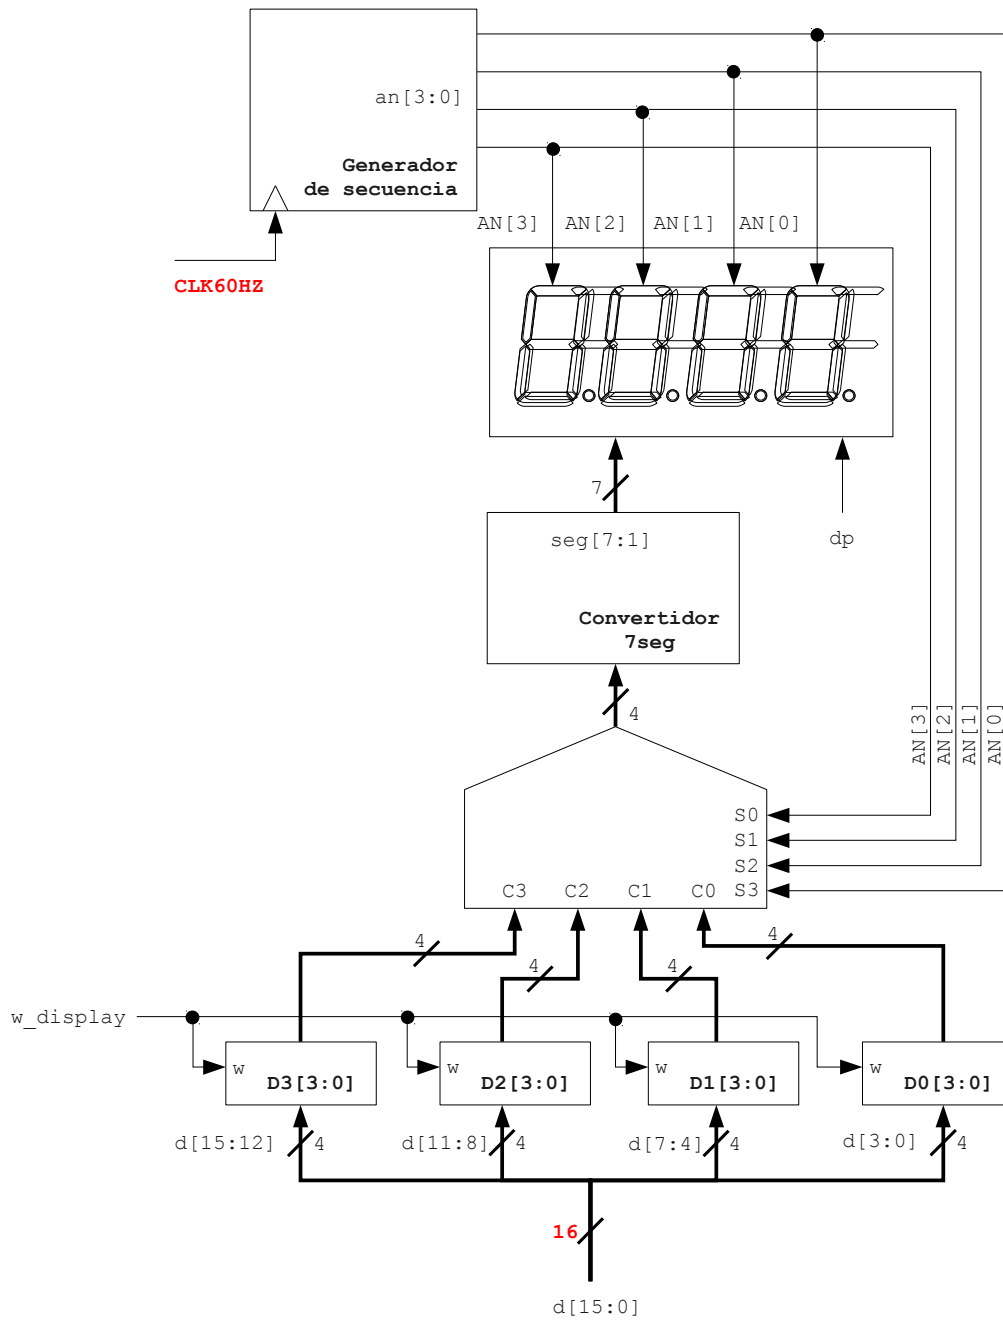 an[3:0]
Generador
de secuencia
CLK60HZ
AN[3] AN[2] AN[1] AN[0]
7
seg[7:1]
dp
Convertidor
7seg
4
AN[3]
AN[2]
AN[1]
AN[0]
S0
S1
S2
C3 C2 C1 C0 S3
4 4 4 4
w_display
w D3[3:0] w D2[3:0] w D1[3:0] w D0[3:0]
d[15:12] 4 d[11:8] 4 d[7:4] 4 d[3:0] 4
16
d[15:0]